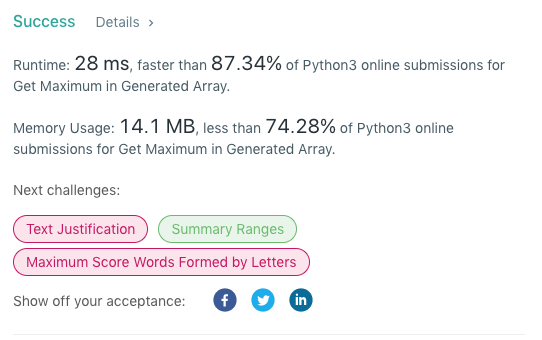 Success Details ›
Runtime: 28 ms, faster than 87.34% of Python3 online submissions for
Get Maximum in Generated Array.
Memory Usage: 14.1 MB, less than 74.28% of Python3 online
submissions for Get Maximum in Generated Array.
Next challenges:
Text Justification Summary Ranges
Maximum Score Words Formed by Letters
Show off your acceptance: f in